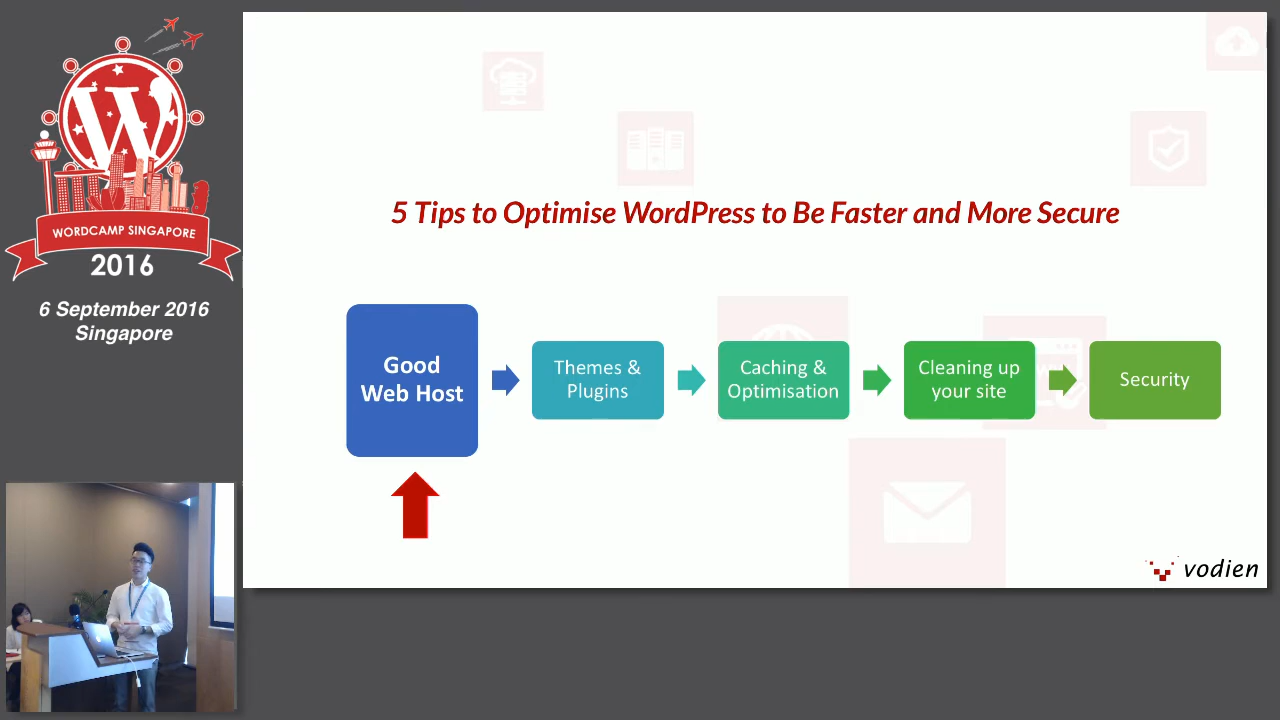 W
WORDCAMP SINGAPORE
2016
6 September 2016
Singapore
5 Tips to Optimise WordPress to Be Faster and More Secure
Good
Web Host
Themes &
Plugins
Caching &
Optimisation
Cleaning up
your site
Security
vodien